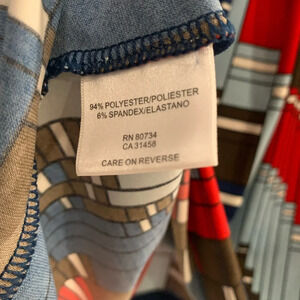 94% POLYESTER/POLIESTER
6% SPANDEX/ELASTANO
RN 80734
CA 31458
CARE ON REVERSE